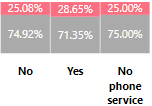 25.08% 28.65% 25.00%
74.92% 71.35% 75.00%
No Yes No
phone
service